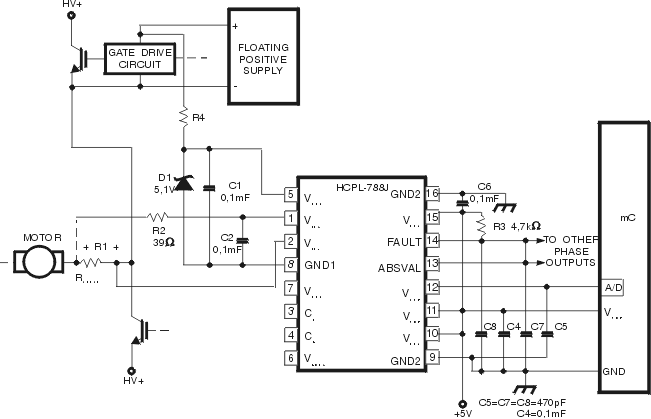 HV+
+
GATE DRIVE
CIRCUIT
FLOATING
POSITIVE
SUPPLY
-
R4
D1
5,1V
C1
0,1mF
R2
39Ω
C2
0,1mF
MOTOR
+ R1 +
HV+
HCPL-788J
5 V
1 V
2 V
8 GND1
7 V
3 C
4 C
6 V
GND2 16
V 15
FAULT 14
ABSVAL 13
V 12
V 11
V 10
GND2 9
C6
0,1mF
R3 4,7kΩ
TO OTHER
PHASE
OUTPUTS
C8 C4 C7 C5
+5V
C5=C7=C8=470pF
C4=0,1mF
mC
A/D
V
GND